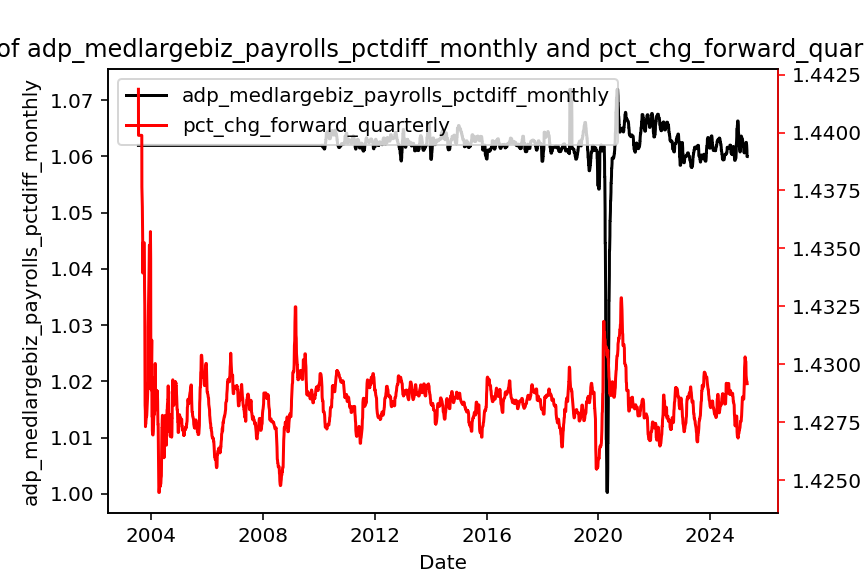 of adp_medlargebiz_payrolls_pctdiff_monthly and pct_chg_forward_quar
adp_medlargebiz_payrolls_pctdiff_monthly
pct_chg_forward_quarterly
adp_medlargebiz_payrolls_pctdiff_monthly
1.07
1.06
1.05
1.04
1.03
1.02
1.01
1.00
1.4425
1.4400
1.4375
1.4350
1.4325
1.4300
1.4275
1.4250
2004 2008 2012 2016 2020 2024
Date